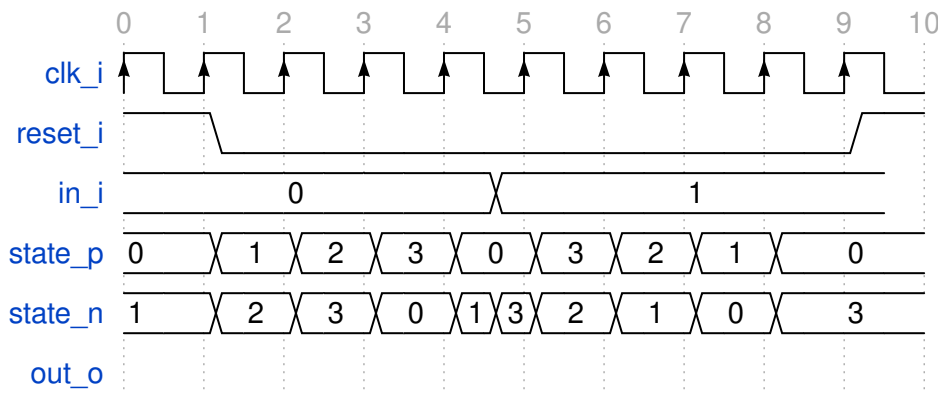 0 1 2 3 4 5 6 7 8 9 10
clk_i
reset_i
in_i 0 1
state_p 0 1 2 3 0 3 2 1 0
state_n 1 2 3 0 1 3 2 1 0 3
out_o